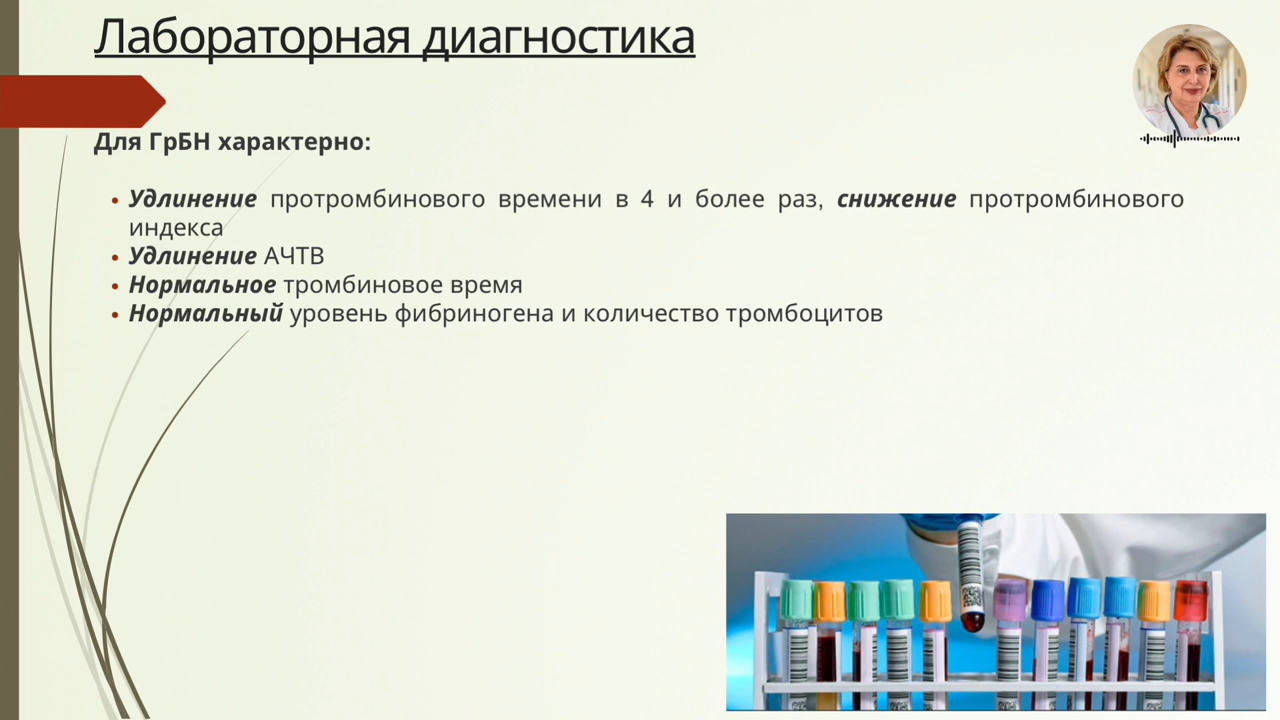 Лабораторная диагностика
Для ГрБН характерно:
• Удлинение протромбинового времени в 4 и более раз, снижение протромбинового
индекса
• Удлинение АЧТВ
• Нормальное тромбиновое время
• Нормальный уровень фибриногена и количество тромбоцитов